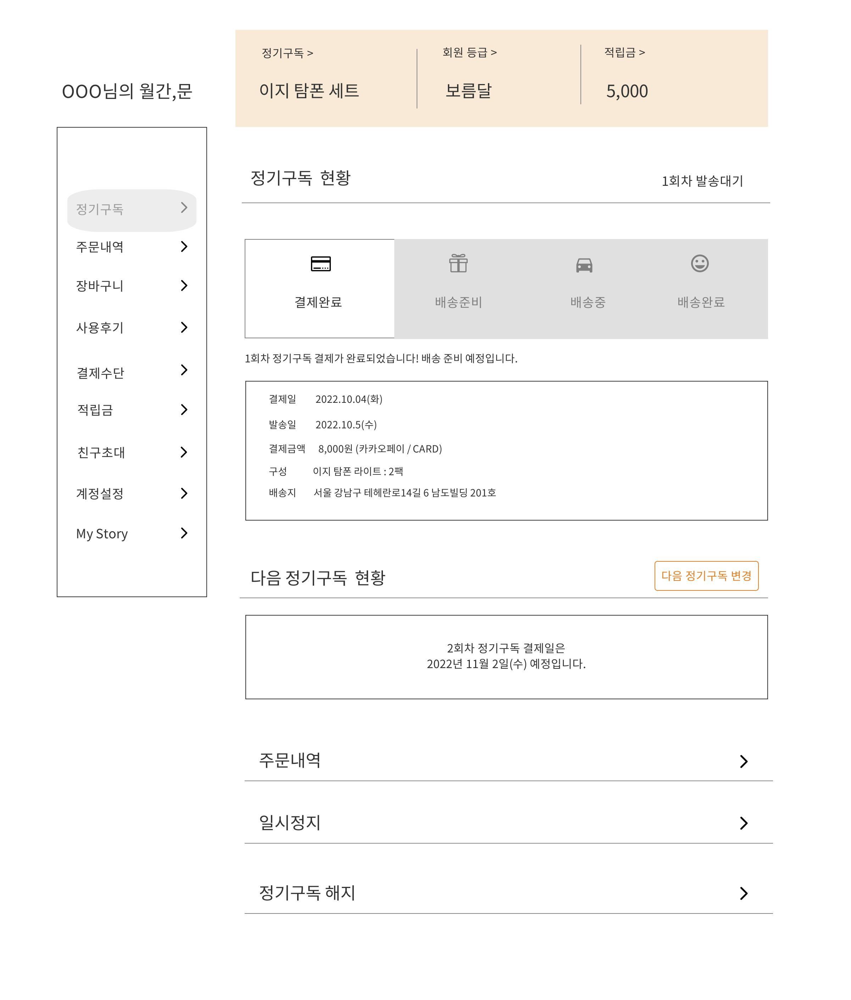 정기구독 >
회원 등급 >
적립금 >
OOO님의 월간,문
이지 탐폰 세트
보름달
5,000
정기구독
주문내역
장바구니
사용후기
결제수단
적립금
친구초대
계정설정
My Story
정기구독 현황
1회차 발송대기
결제완료
배송준비
배송중
배송완료
1회차 정기구독 결제가 완료되었습니다! 배송 준비 예정입니다.
결제일 2022.10.04(화)
발송일 2022.10.5(수)
결제금액 8,000원 (카카오페이 / CARD)
구성 이지 탐폰 라이트 : 2팩
배송지 서울 강남구 테헤란로14길 6 남도빌딩 201호
다음 정기구독 현황
다음 정기구독 변경
2회차 정기구독 결제일은
2022년 11월 2일(수) 예정입니다.
주문내역
일시정지
정기구독 해지